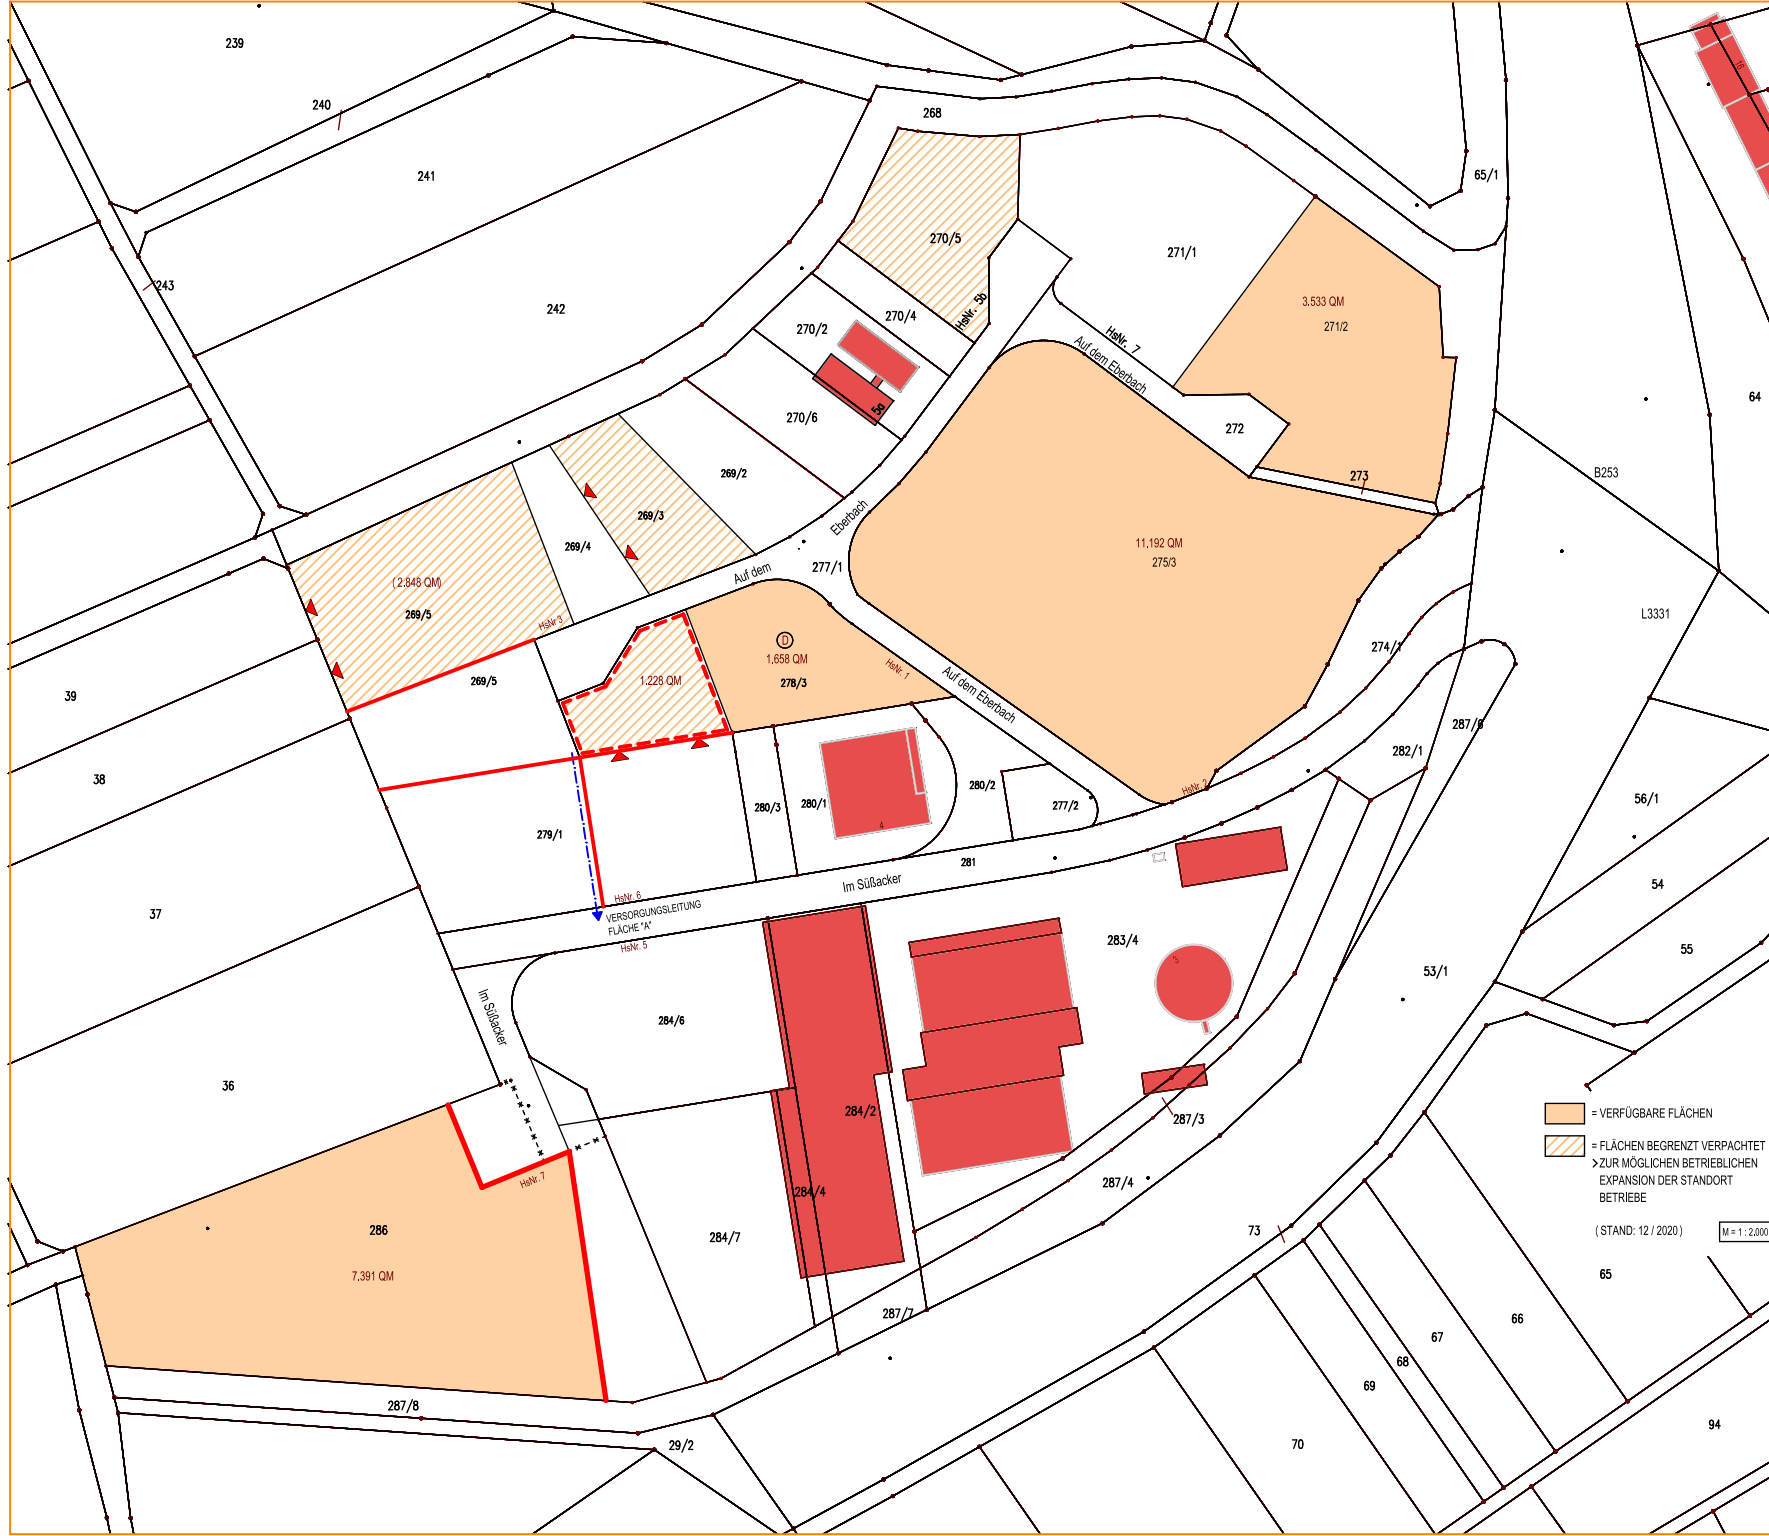 239
240
268
241
65/1
16
243
270/5
271/1
242
270/4
270/2
HsNr. 5b
3.533 QM
271/2
HsNr. 7
Auf dem Eberbach
64
5a
270/6
272
269/2
273
B253
269/3
Eberbach
269/4
11.192 QM
275/3
277/1
Auf dem
( 2.848 QM)
269/5
HsNr 3
L3331
274/1
D
1.658 QM
278/3
HsNr. 1
1.228 QM
269/5
Auf dem Eberbach
39
287/6
282/1
38
280/2
HsNr. 2
56/1
280/3
280/1
277/2
4
279/1
281
Im Süßacker
54
HsNr. 6
VERSORGUNGSLEITUNG
FLÄCHE "A"
HsNr. 5
37
283/4
55
3
53/1
Im Süßacker
284/6
36
284/2
287/3
= VERFÜGBARE FLÄCHEN
= FLÄCHEN BEGRENZT VERPACHTET
>ZUR MÖGLICHEN BETRIEBLICHEN
EXPANSION DER STANDORT
BETRIEBE
( STAND: 12 / 2020 )
M = 1 : 2.000
HsNr. 7
284/4
287/4
286
284/7
73
7.391 QM
65
287/7
66
67
68
69
287/8
94
29/2
70